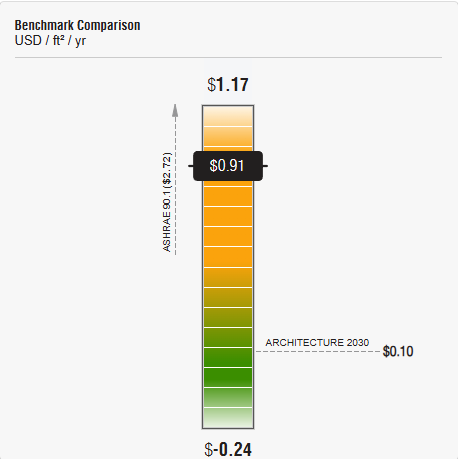 Benchmark Comparison
USD / ft² / yr
$1.17
ASHRAE 90.1 ($2.72)
$0.91
ARCHITECTURE 2030
$0.10
$-0.24